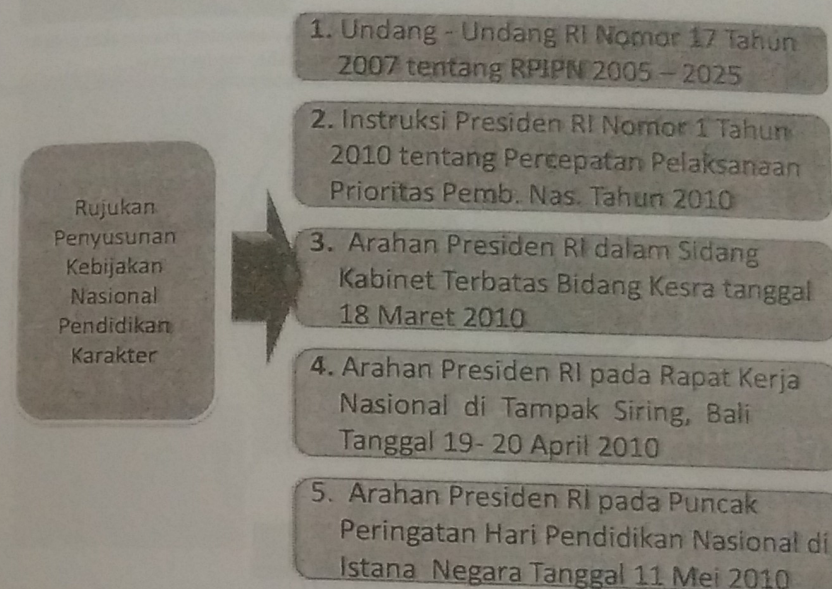 Rujukan
Penyusunan
Kebijakan
Nasional
Pendidikan
Karakter
1. Undang - Undang RI Nomor 17 Tahun
2007 tentang RPJPN 2005 – 2025
2. Instruksi Presiden RI Nomor 1 Tahun
2010 tentang Percepatan Pelaksanaan
Prioritas Pemb. Nas. Tahun 2010
3. Arahan Presiden RI dalam Sidang
Kabinet Terbatas Bidang Kesra tanggal
18 Maret 2010
4. Arahan Presiden RI pada Rapat Kerja
Nasional di Tampak Siring, Bali
Tanggal 19- 20 April 2010
5. Arahan Presiden RI pada Puncak
Peringatan Hari Pendidikan Nasional di
Istana Negara Tanggal 11 Mei 2010